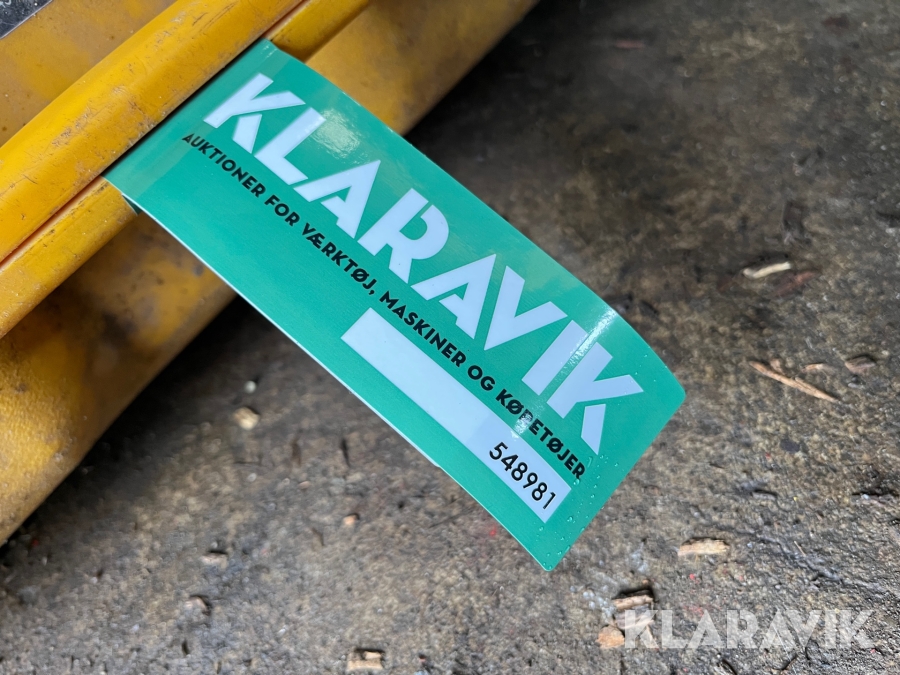 KLARAVIK
AUKTIONER FOR VÆRKTØJ, MASKINER OG KØRETØJER
548981
KLARAVIK